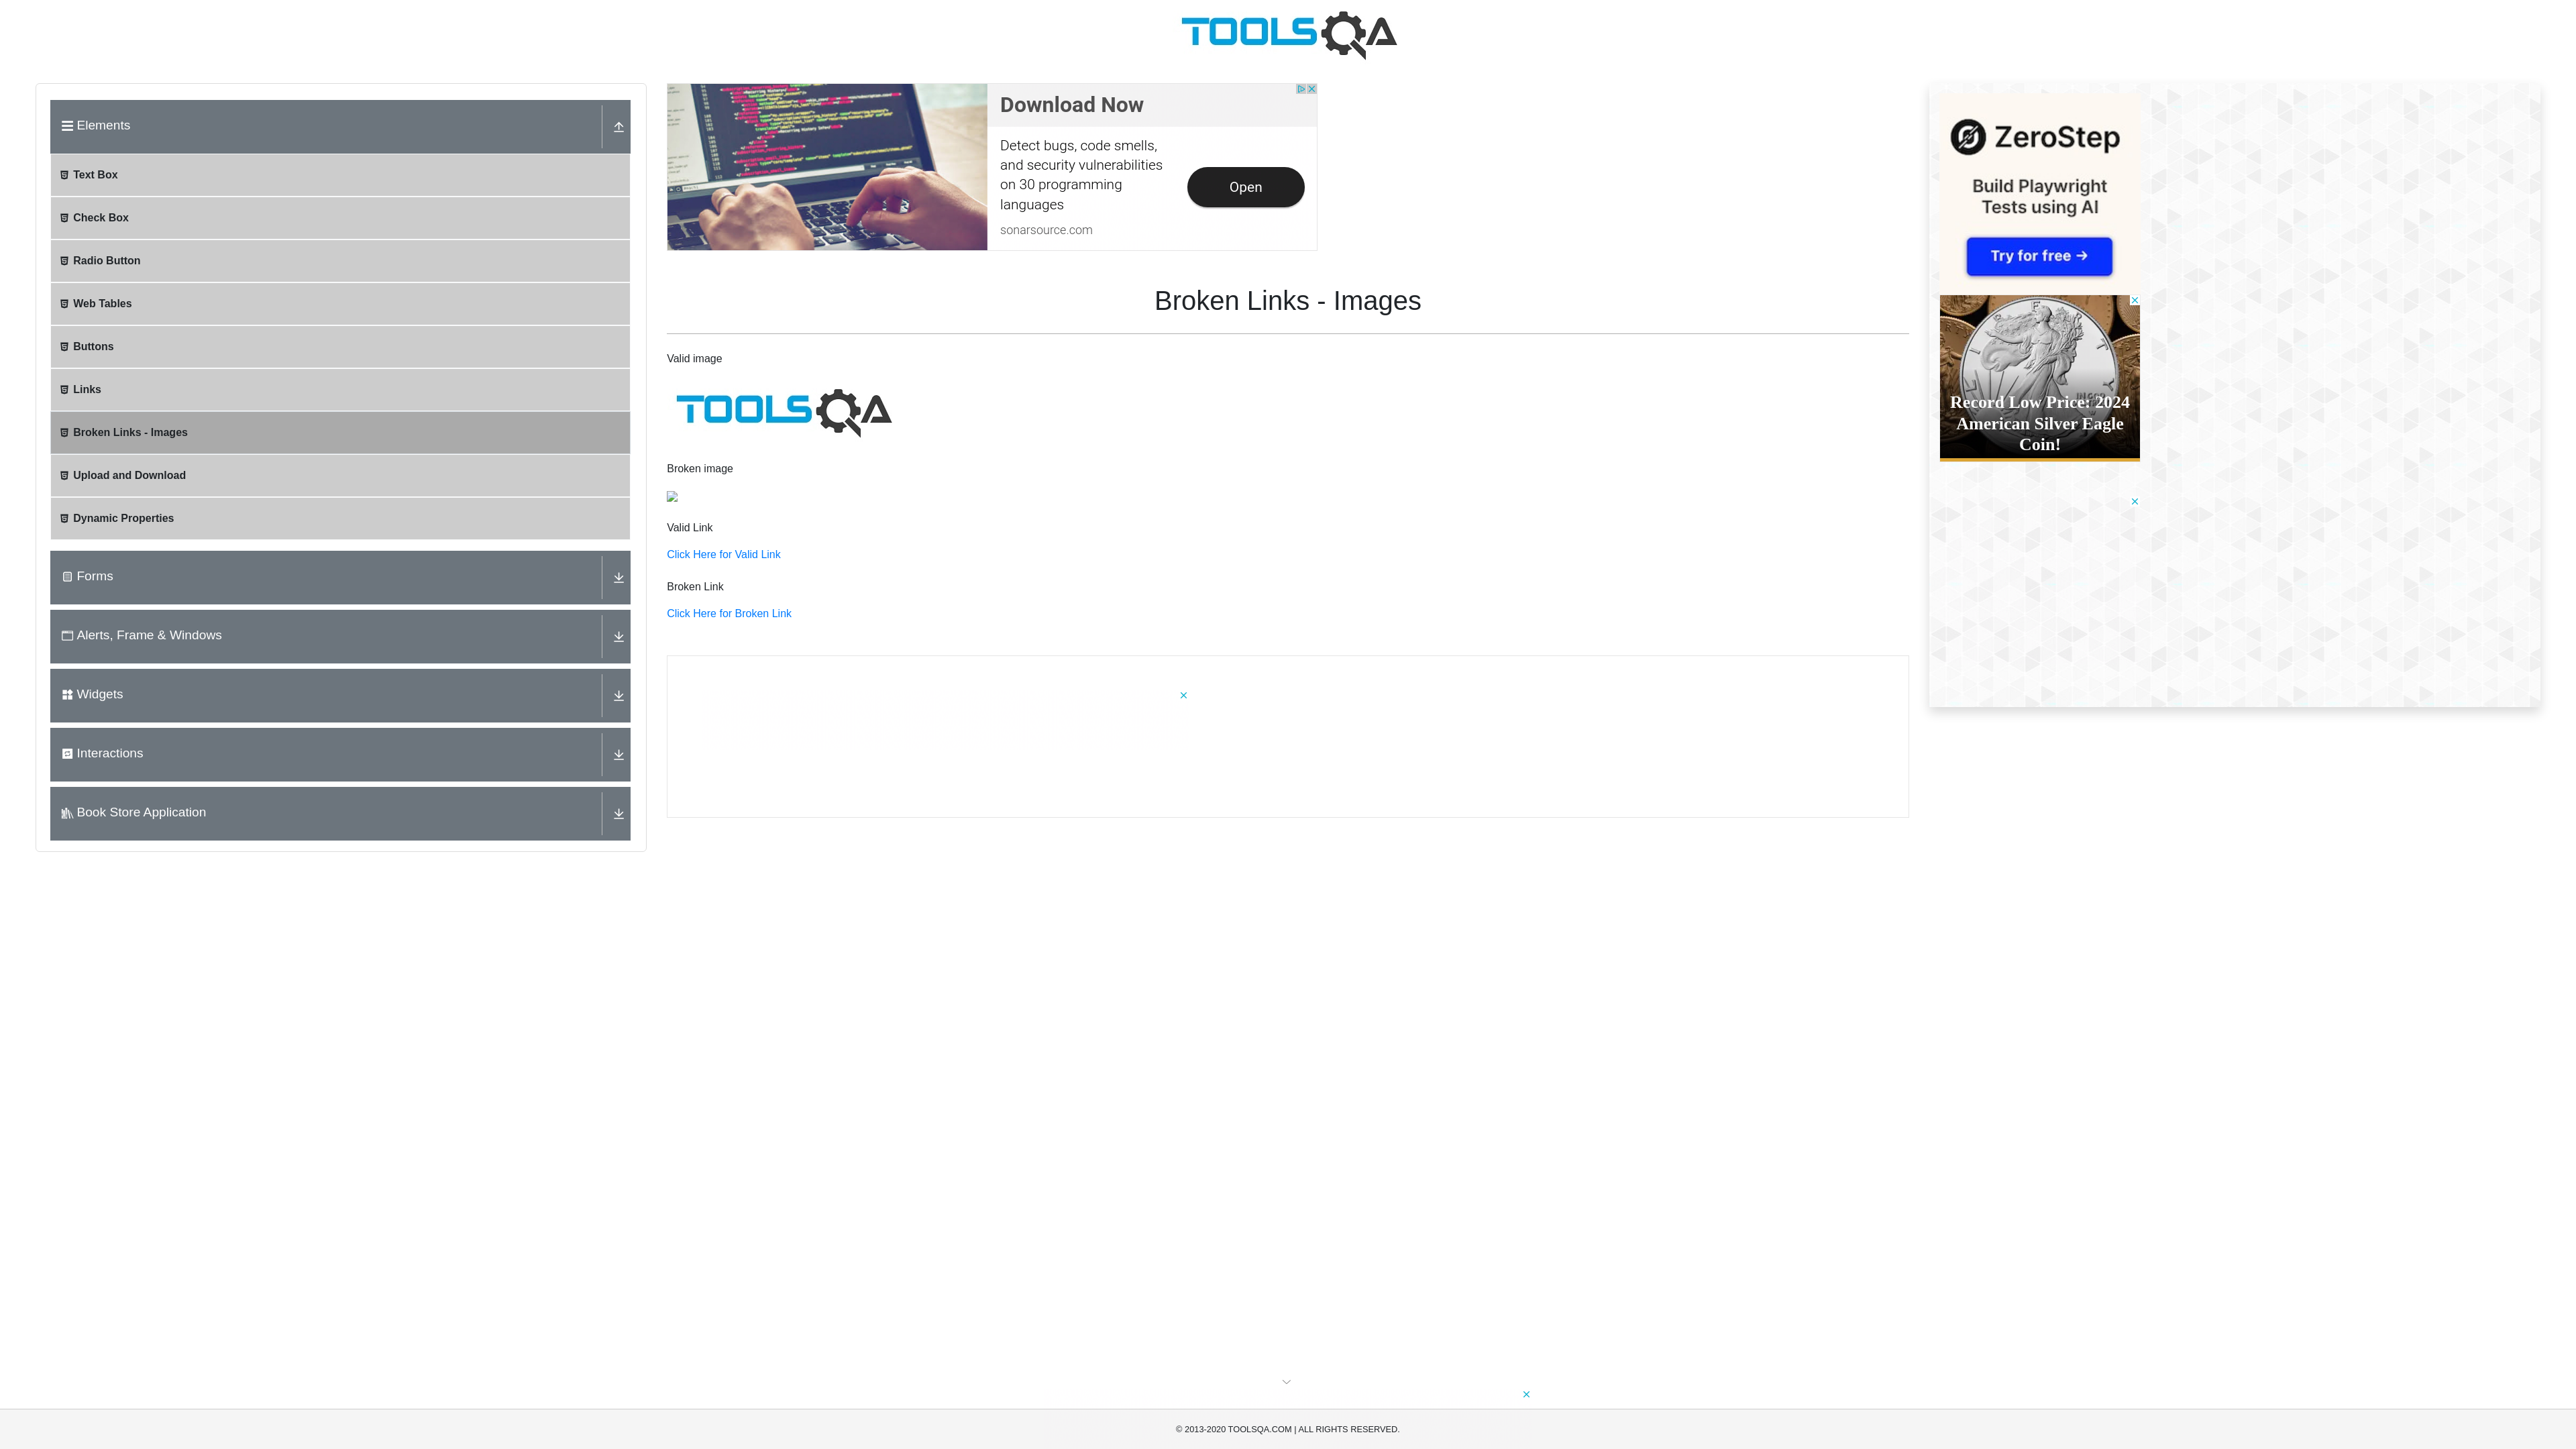 TOOLSQA
Elements
Text Box
Check Box
Radio Button
Web Tables
Buttons
Links
Broken Links - Images
Upload and Download
Dynamic Properties
Forms
Alerts, Frame & Windows
Widgets
Interactions
Book Store Application
Download Now
Detect bugs, code smells,
and security vulnerabilities
on 30 programming
languages
sonarsource.com
Open
Broken Links - Images
Valid image
TOOLSQA
Broken image
Valid Link
Click Here for Valid Link
Broken Link
Click Here for Broken Link
ZeroStep
Build Playwright
Tests using AI
Try for free →
Record Low Price: 2024
American Silver Eagle
Coin!
© 2013-2020 TOOLSQA.COM | ALL RIGHTS RESERVED.